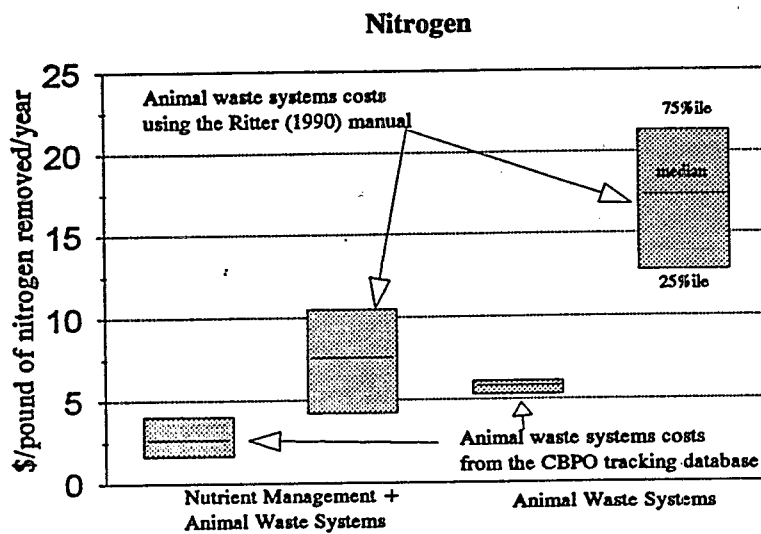 Nitrogen
$/pound of nitrogen removed/year
25
20
15
10
5
0
Animal waste systems costs
using the Ritter (1990) manual
75%ile
median
25%ile
Animal waste systems costs
from the CBPO tracking database
Nutrient Management +
Animal Waste Systems
Animal Waste Systems